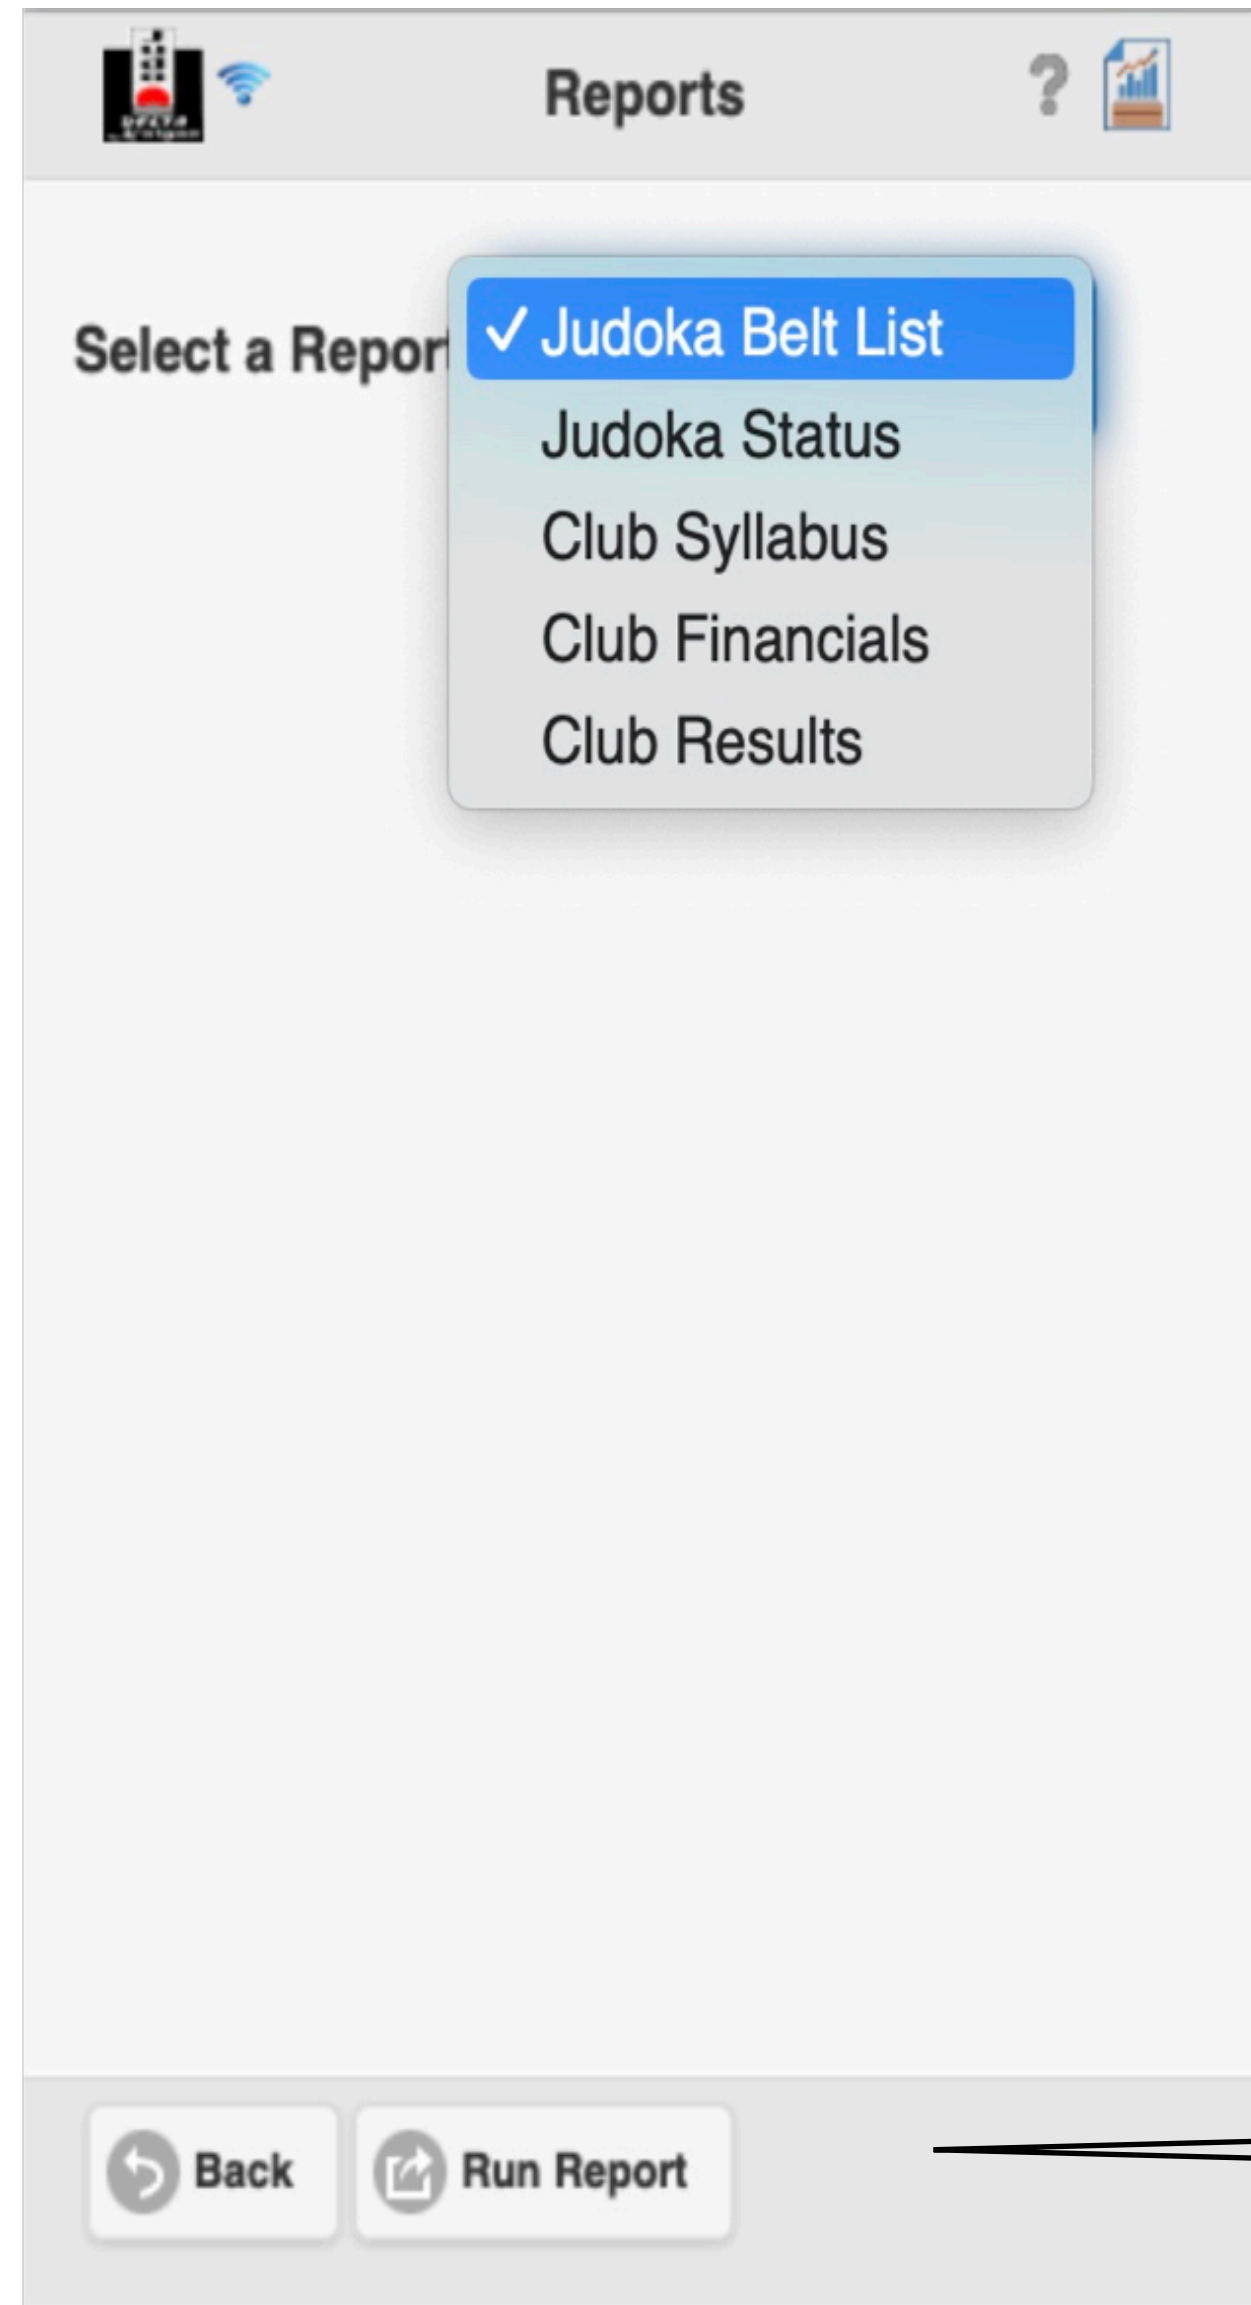 Reports
?
Select a Repor
✓ Judoka Belt List
Judoka Status
Club Syllabus
Club Financials
Club Results
Back
Run Report